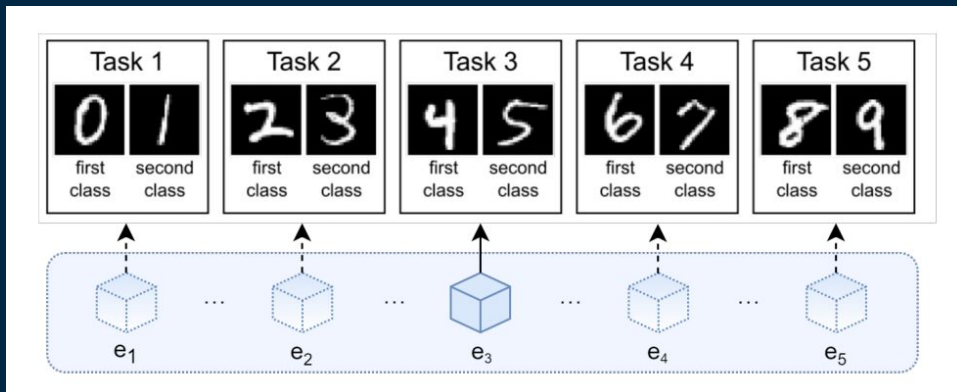 Task 1
Task 2
Task 3
Task 4
Task 5
0 1
2 3
4 5
6 7
8 9
first class
second class
first class
second class
first class
second class
first class
second class
first class
second class
... ... ... ...
e1 e2 e3 e4 e5